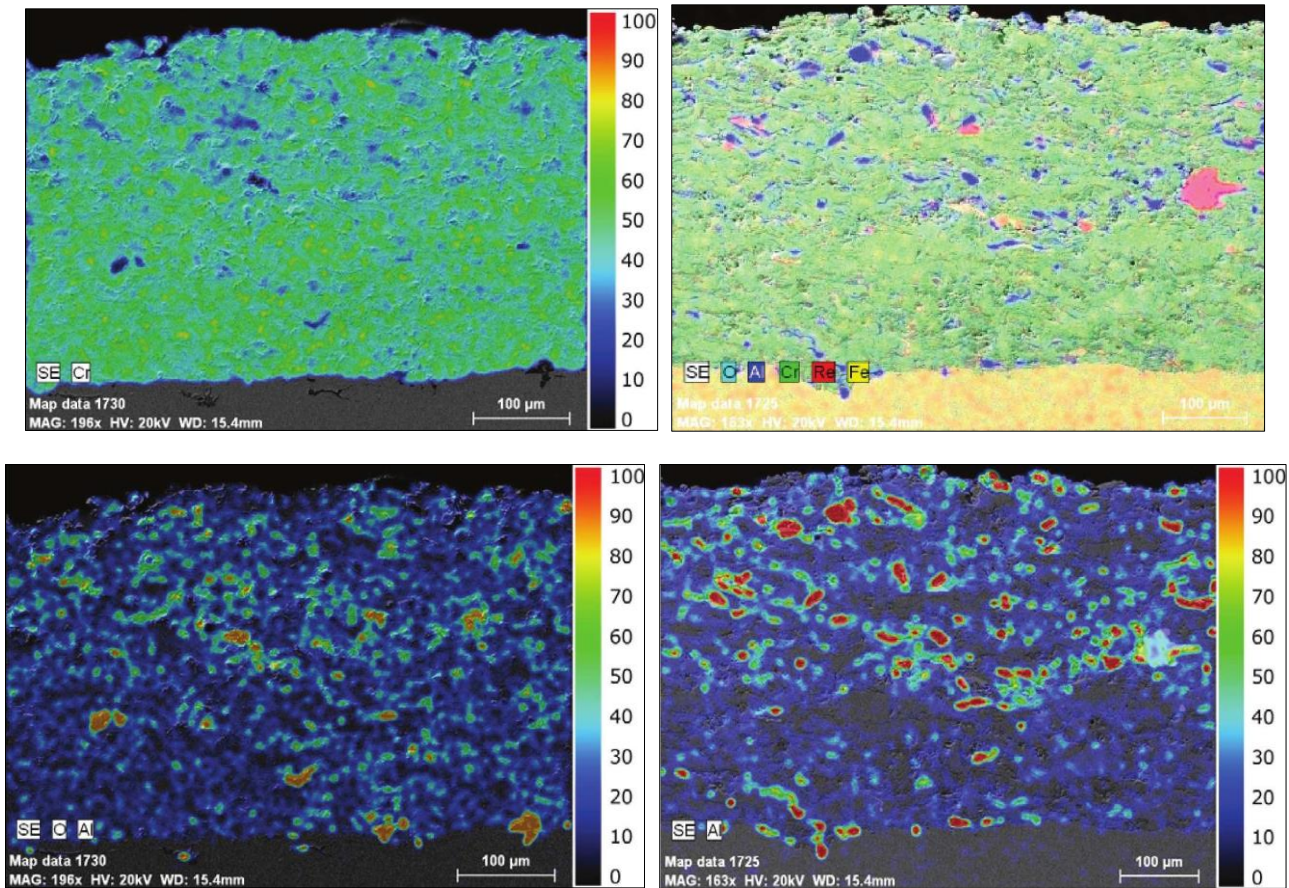 100
90
80
70
60
50
40
30
20
10
0
SE Cr
Map data 1730
MAG: 196x HV: 20kV WD: 15.4mm
100 µm
SE O Al Cr Re Fe
Map data 1725
MAG: 163x HV: 20kV WD: 15.4mm
100 µm
100
90
80
70
60
50
40
30
20
10
0
SE O Al
Map data 1730
MAG: 196x HV: 20kV WD: 15.4mm
100 µm
100
90
80
70
60
50
40
30
20
10
0
SE Al
Map data 1725
MAG: 163x HV: 20kV WD: 15.4mm
100 µm